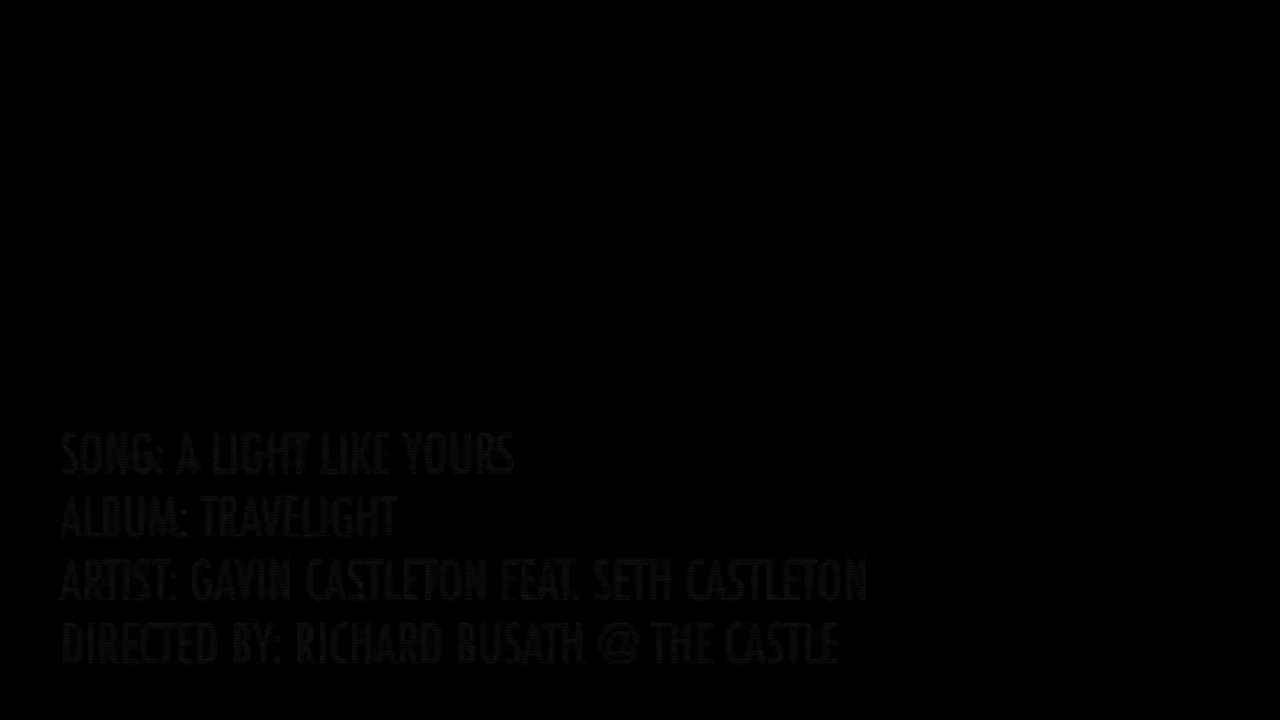 SONG: A LIGHT LIKE YOURS
ALBUM: TRAVELIGHT
ARTIST: GAVIN CASTLETON FEAT. SETH CASTLETON
DIRECTED BY: RICHARD BUSATH @ THE CASTLE